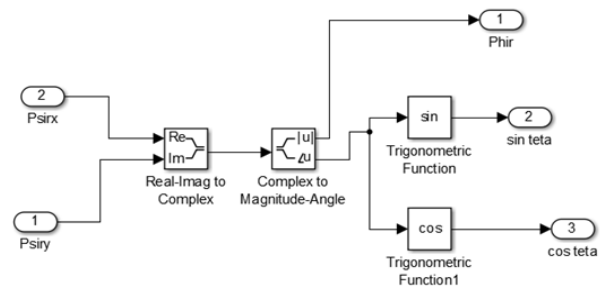 1
Phir
2
Psirx
Re
Im
Real-Imag to
Complex
|u|
∠u
Complex to
Magnitude-Angle
sin
Trigonometric
Function
2
sin teta
1
Psiry
cos
Trigonometric
Function1
3
cos teta